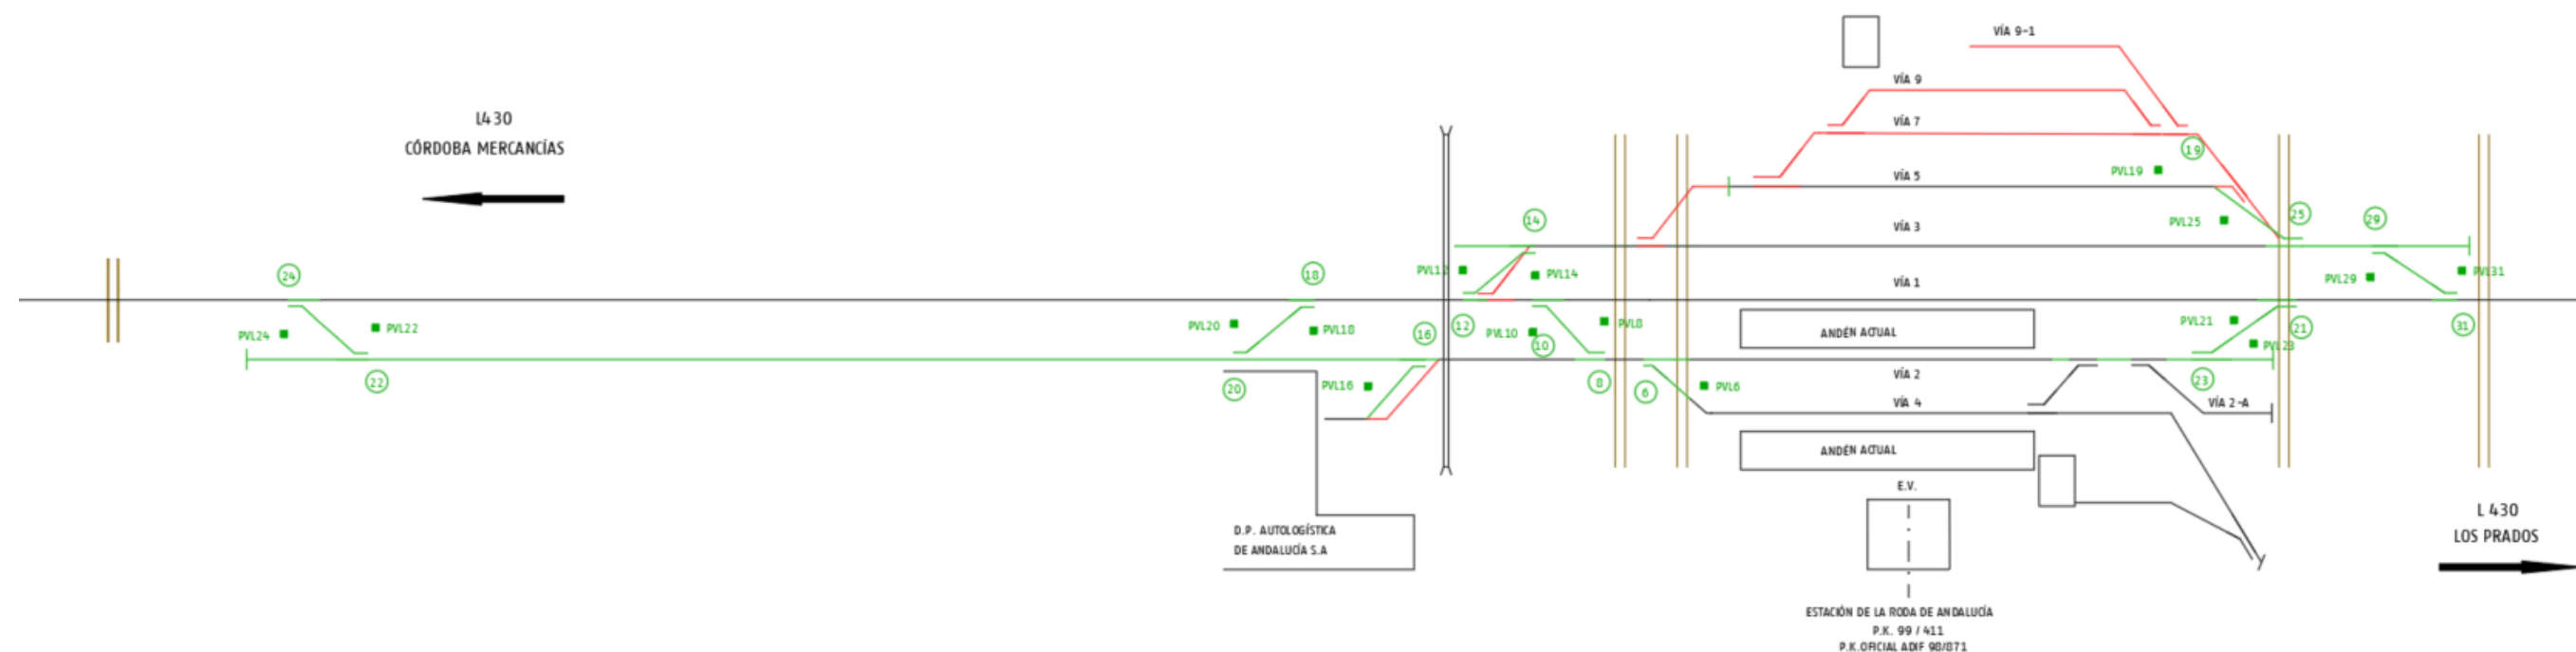 VÍA 9-1
VÍA 9
L430
CÓRDOBA MERCANCÍAS
VÍA 7
19
PVL19
VÍA 5
14
25
29
PVL25
VÍA 3
24
18
PVL12
PVL14
PVL31
PVL29
VÍA 1
PVL24
PVL22
PVL20
PVL18
16
12
PVL10
10
PVL8
ANDÉN ACTUAL
PVL21
21
31
PVL23
22
20
PVL16
8
6
PVL6
VÍA 2
23
VÍA 4
VÍA 2-A
ANDÉN ACTUAL
E.V.
D.P. AUTOLOGÍSTICA
DE ANDALUCÍA S.A
L 430
LOS PRADOS
ESTACIÓN DE LA RODA DE ANDALUCÍA
P.K. 99 / 411
P.K.OFICIAL ADIF 98/871